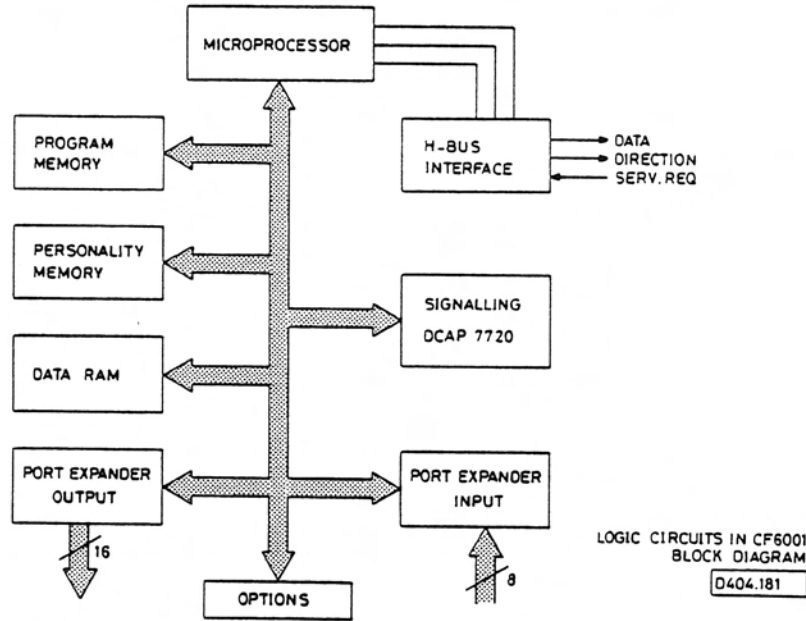 MICROPROCESSOR
PROGRAM
MEMORY
H-BUS
INTERFACE
DATA
DIRECTION
SERV. REQ
PERSONALITY
MEMORY
SIGNALLING
DCAP 7720
DATA RAM
PORT EXPANDER
OUTPUT
PORT EXPANDER
INPUT
16
8
OPTIONS
LOGIC CIRCUITS IN CF6001
BLOCK DIAGRAM
D404.181